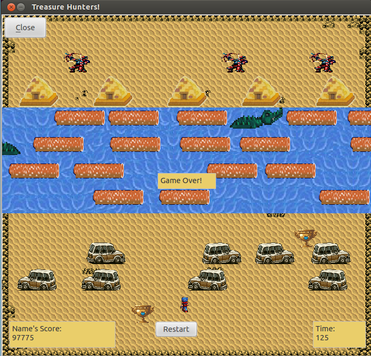 Treasure Hunters!
Close
Game Over!
Name's Score:
97775
Restart
Time:
125